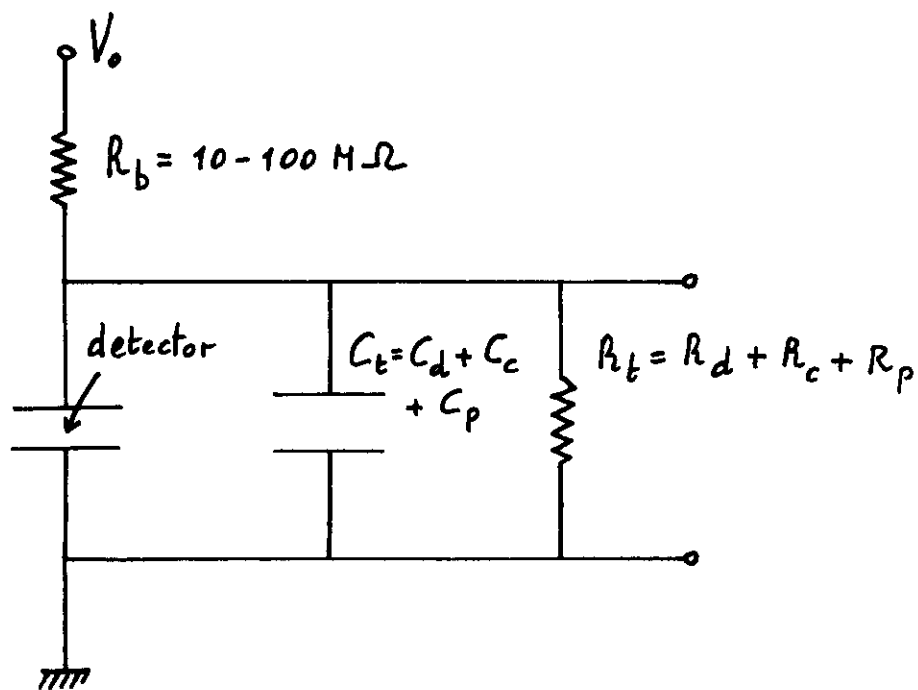 V₀
R_b = 10 - 100 MΩ
detector
C_t = C_d + C_c
+ C_p
R_t = R_d + R_c + R_p